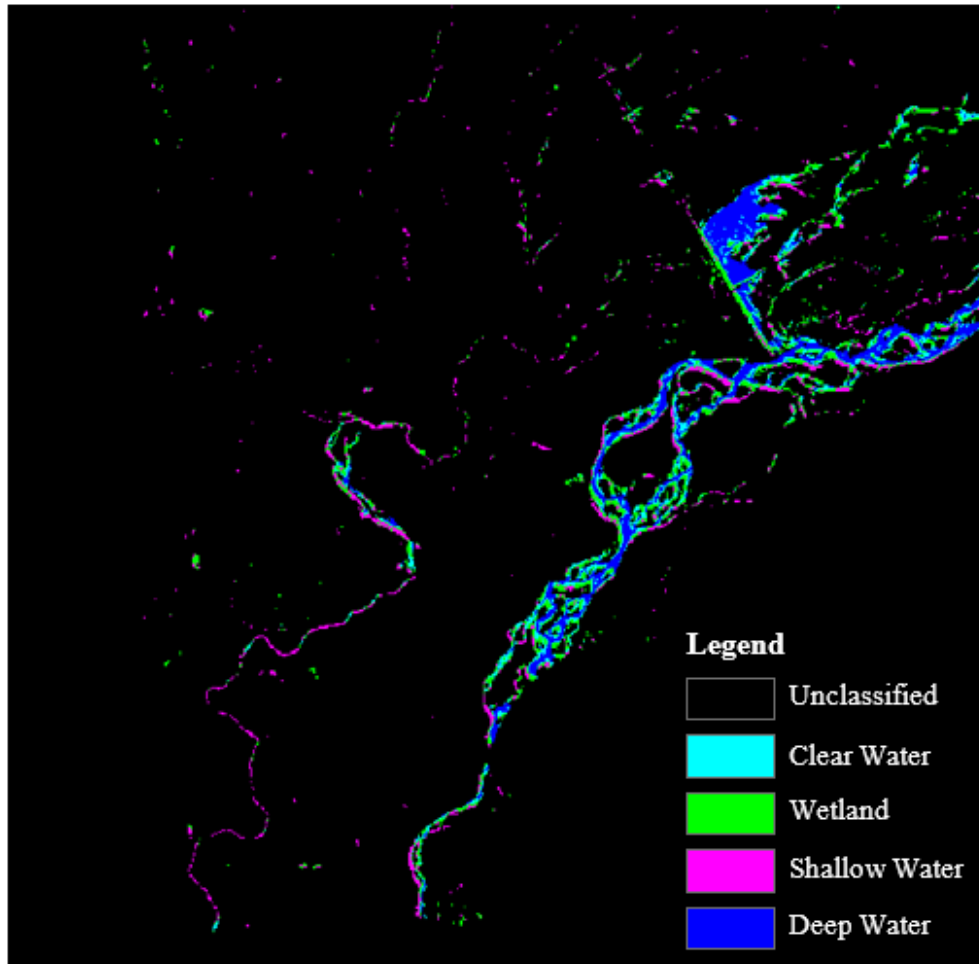 Legend
Unclassified
Clear Water
Wetland
Shallow Water
Deep Water